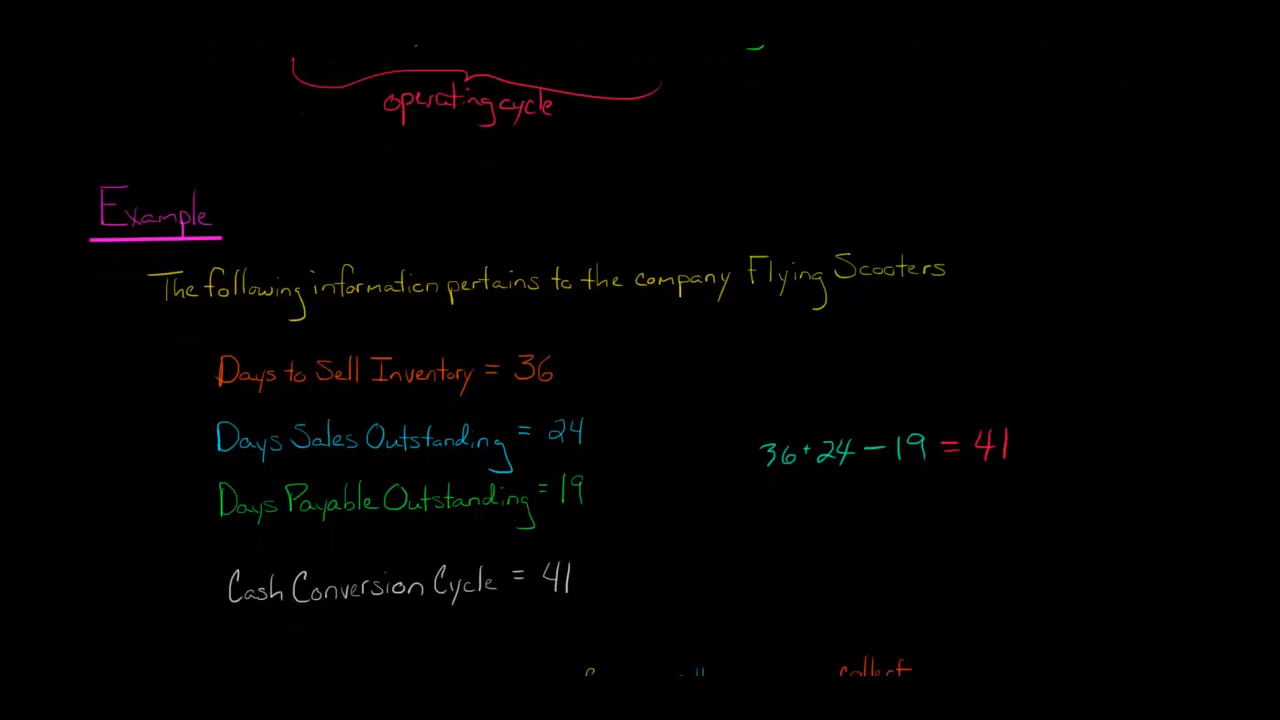 operating cycle
Example
The following information pertains to the company Flying Scooters
Days to Sell Inventory = 36
Days Sales Outstanding = 24
36 + 24 - 19 = 41
Days Payable Outstanding = 19
Cash Conversion Cycle = 41
collect